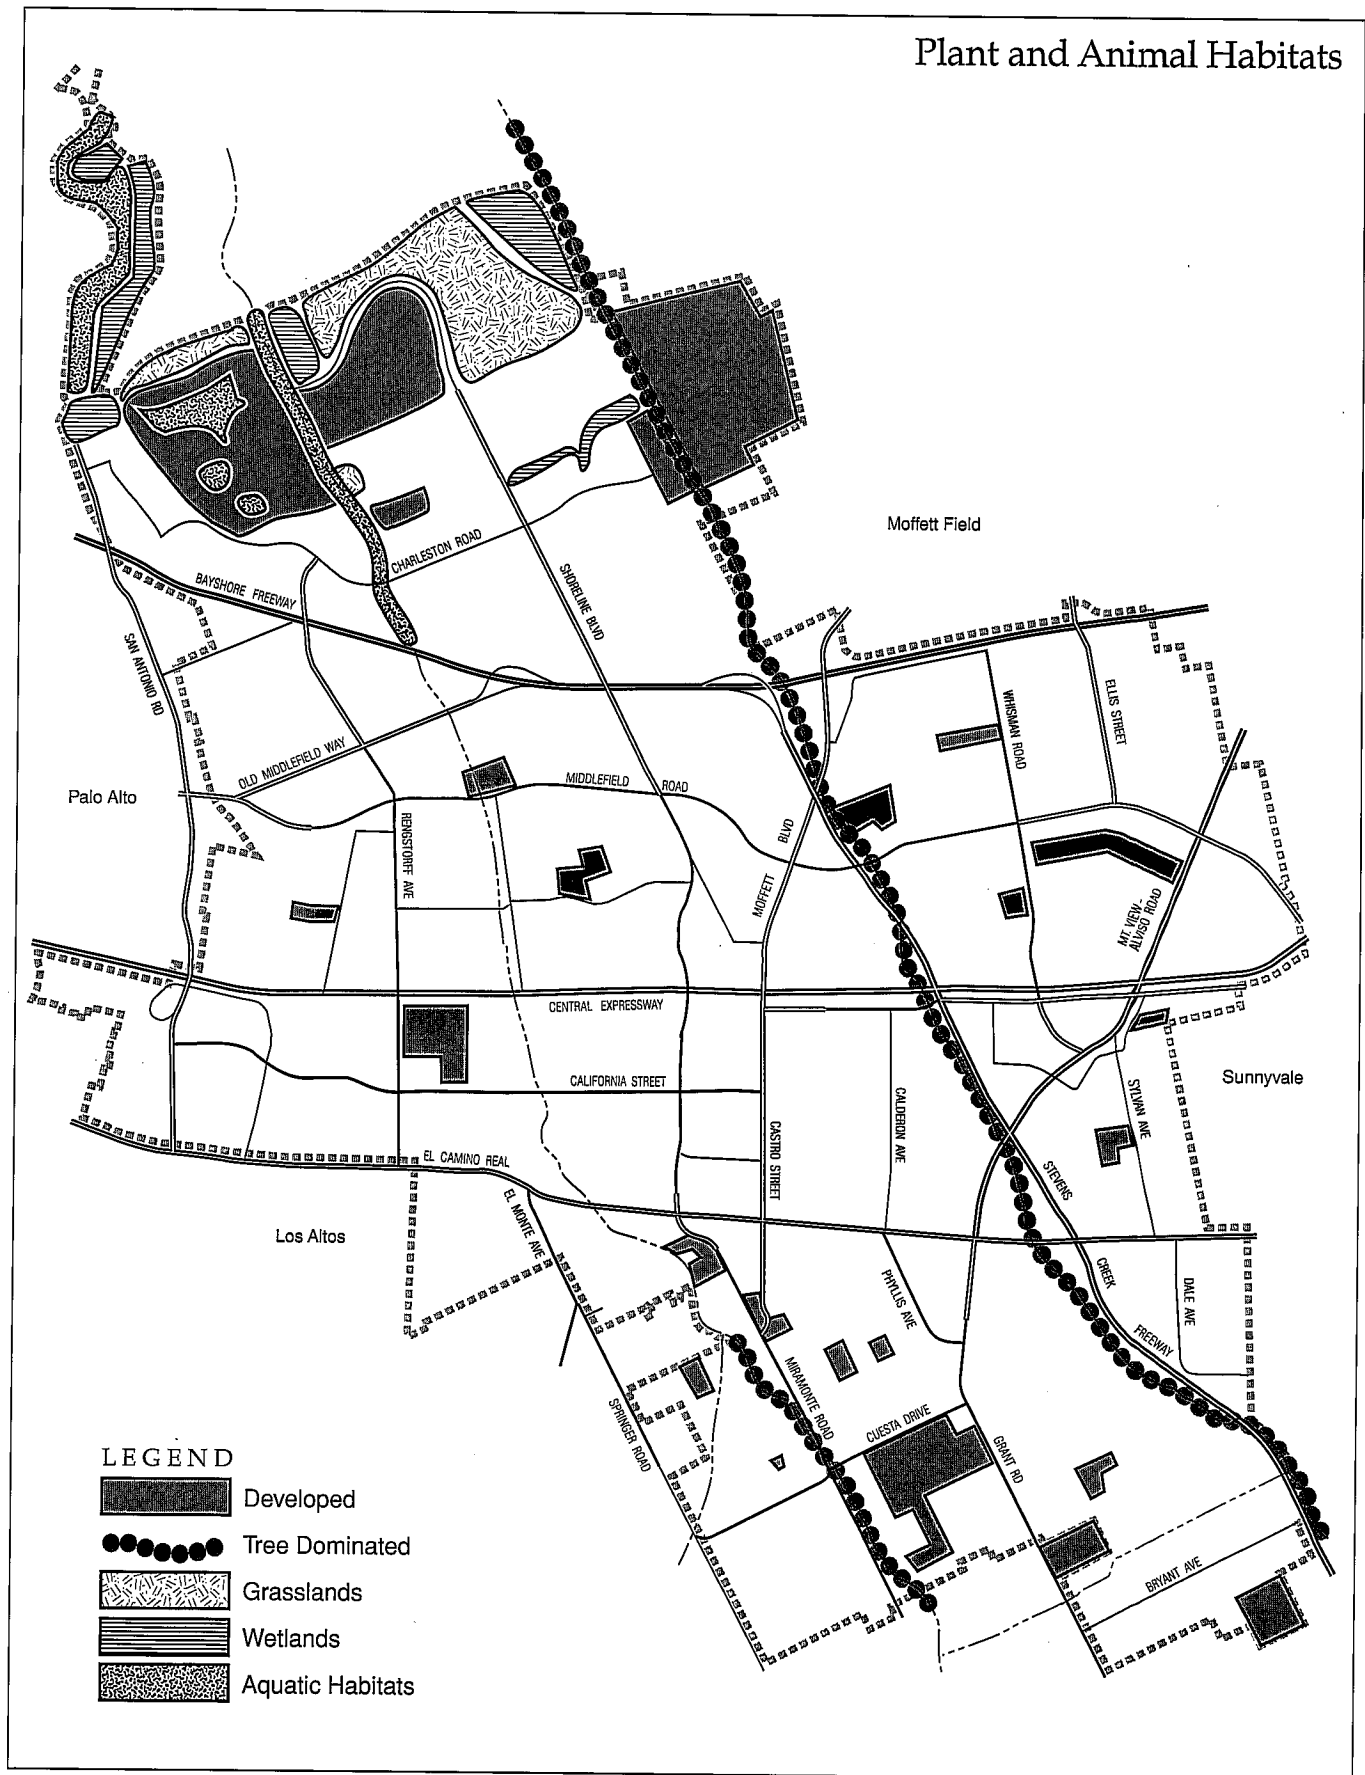 Plant and Animal Habitats
Moffett Field
CHARLESTON ROAD
BAYSHORE FREEWAY
SHORELINE BLVD
SAN ANTONIO RD
WHISMAN ROAD
ELLIS STREET
OLD MIDDLEFIELD WAY
MIDDLEFIELD ROAD
Palo Alto
RENGSTORFF AVE
MOFFETT BLVD
MT. VIEW -
ALVISO ROAD
CENTRAL EXPRESSWAY
CALIFORNIA STREET
CALDERON AVE
SYLVAN AVE
Sunnyvale
CASTRO STREET
EL CAMINO REAL
STEVENS CREEK FREEWAY
EL MONTE AVE
Los Altos
PHYLLIS AVE
DALE AVE
MIRAMONTE ROAD
SPRINGER ROAD
CUESTA DRIVE
GRANT RD
BRYANT AVE
LEGEND
Developed
Tree Dominated
Grasslands
Wetlands
Aquatic Habitats